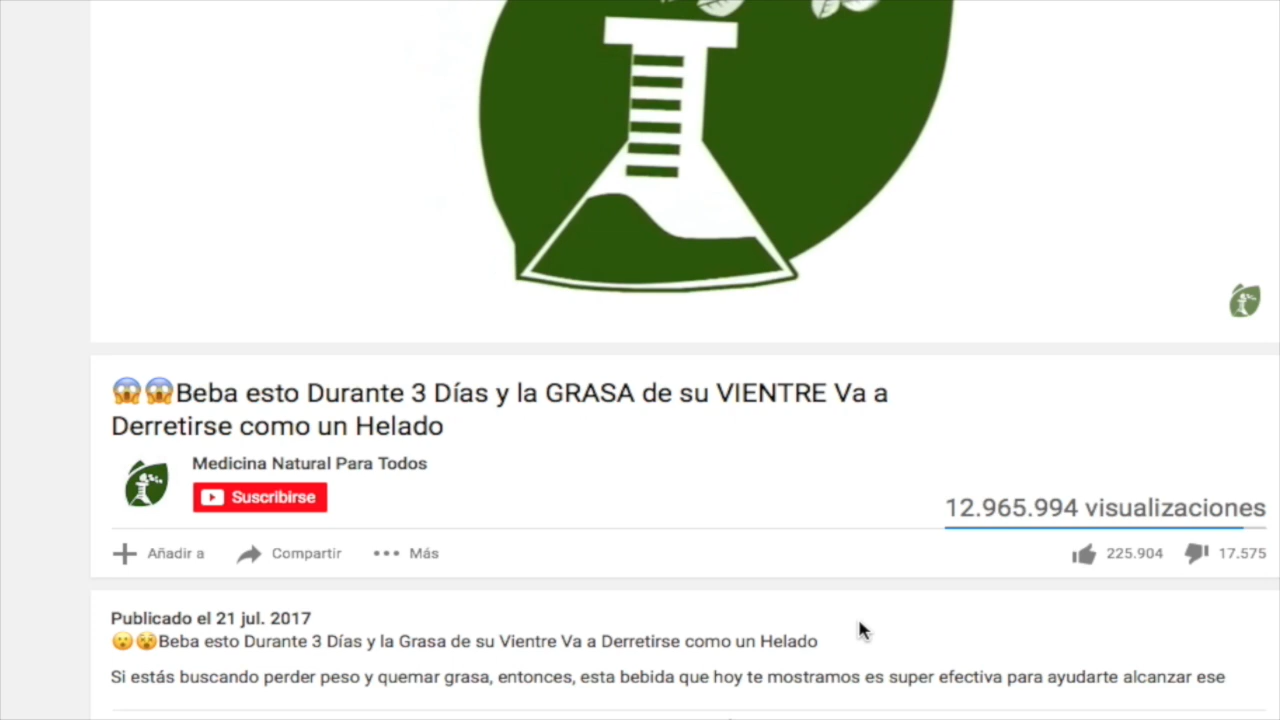 😱😱Beba esto Durante 3 Días y la GRASA de su VIENTRE Va a
Derretirse como un Helado
Medicina Natural Para Todos
Suscribirse
12.965.994 visualizaciones
Añadir a Compartir Más 225.904 17.575
Publicado el 21 jul. 2017
😮😵Beba esto Durante 3 Días y la Grasa de su Vientre Va a Derretirse como un Helado
Si estás buscando perder peso y quemar grasa, entonces, esta bebida que hoy te mostramos es super efectiva para ayudarte alcanzar ese